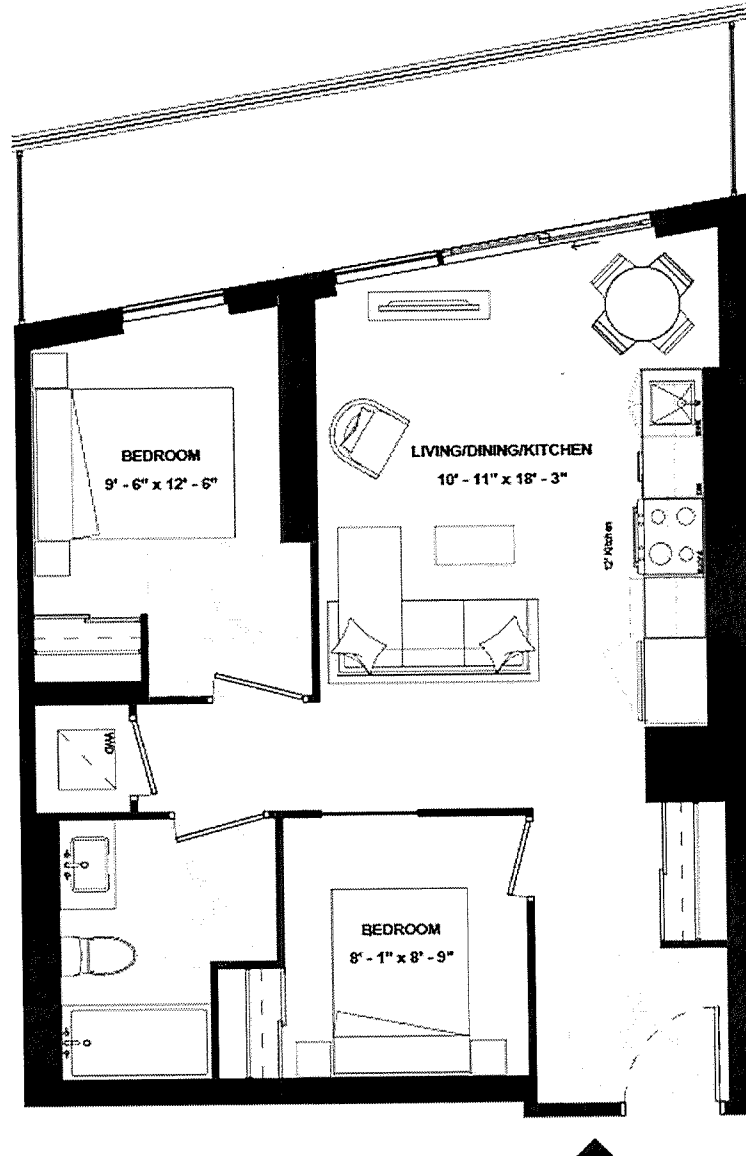 BEDROOM
9' - 6" x 12' - 6"
LIVING/DINING/KITCHEN
10' - 11" x 18' - 3"
12' Kitchen
W/D
BEDROOM
8' - 1" x 8' - 9"